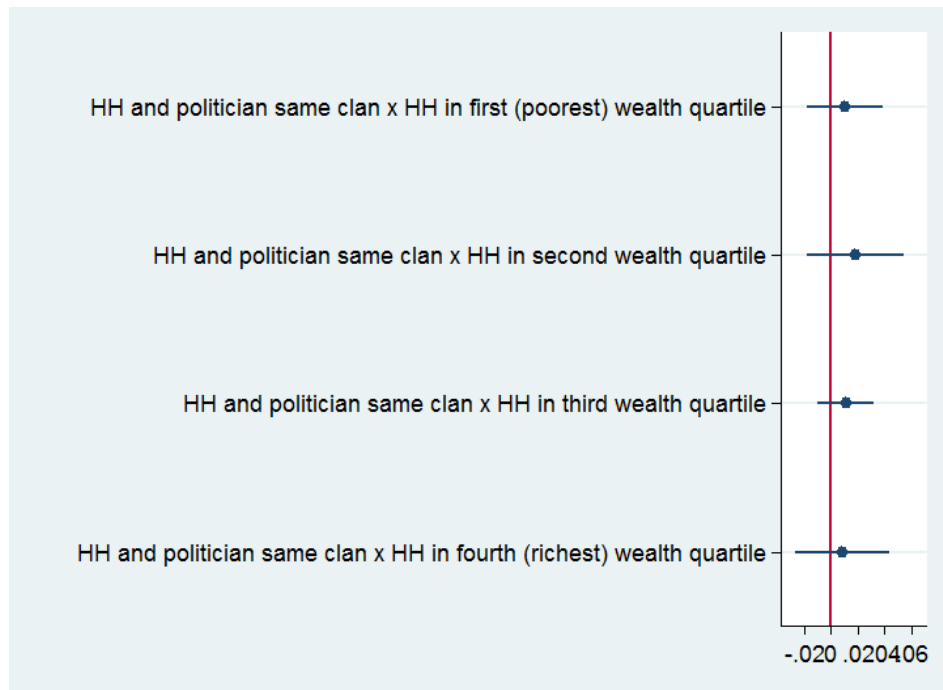 HH and politician same clan x HH in first (poorest) wealth quartile
HH and politician same clan x HH in second wealth quartile
HH and politician same clan x HH in third wealth quartile
HH and politician same clan x HH in fourth (richest) wealth quartile
-.020 .020406